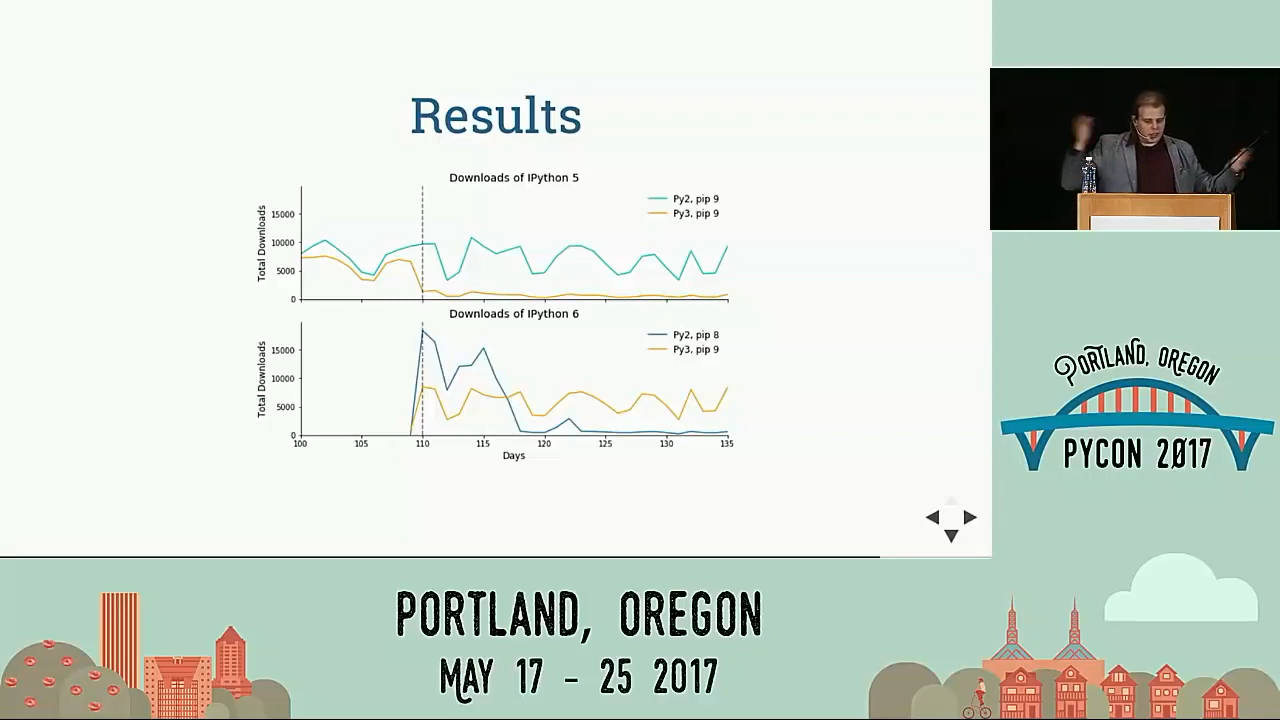 Results
Downloads of IPython 5
Total Downloads
15000
10000
5000
0
Py2, pip 9
Py3, pip 9
Downloads of IPython 6
Total Downloads
15000
10000
5000
0
Py2, pip 8
Py3, pip 9
100 105 110 115 120 125 130 135
Days
PORTLAND, OREGON
PYCON 2017
PORTLAND, OREGON
MAY 17 - 25 2017